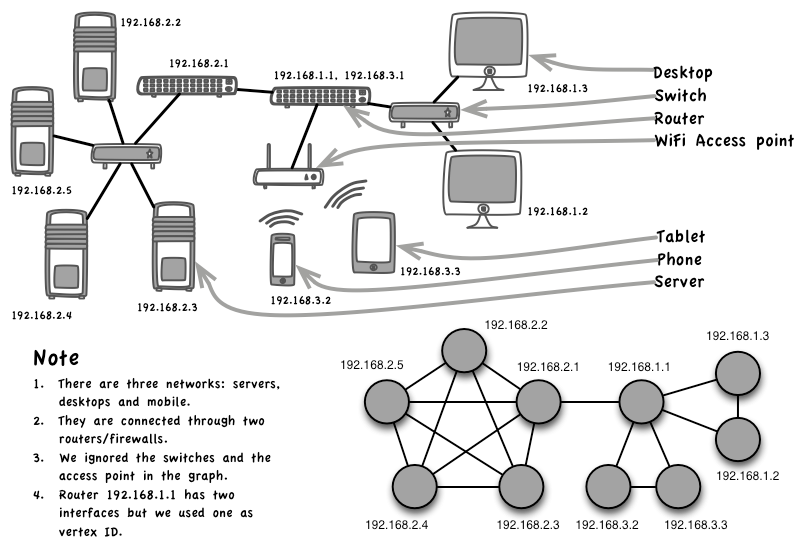 192.168.2.2
192.168.2.1
192.168.1.1, 192.168.3.1
192.168.1.3
Desktop
Switch
Router
WiFi Access point
192.168.2.5
192.168.1.2
Tablet
Phone
Server
192.168.3.3
192.168.3.2
192.168.2.3
192.168.2.4
Note
1. There are three networks: servers,
desktops and mobile.
2. They are connected through two
routers/firewalls.
3. We ignored the switches and the
access point in the graph.
4. Router 192.168.1.1 has two
interfaces but we used one as
vertex ID.
192.168.2.2
192.168.2.5
192.168.2.1
192.168.1.1
192.168.1.3
192.168.1.2
192.168.2.4
192.168.2.3
192.168.3.2
192.168.3.3